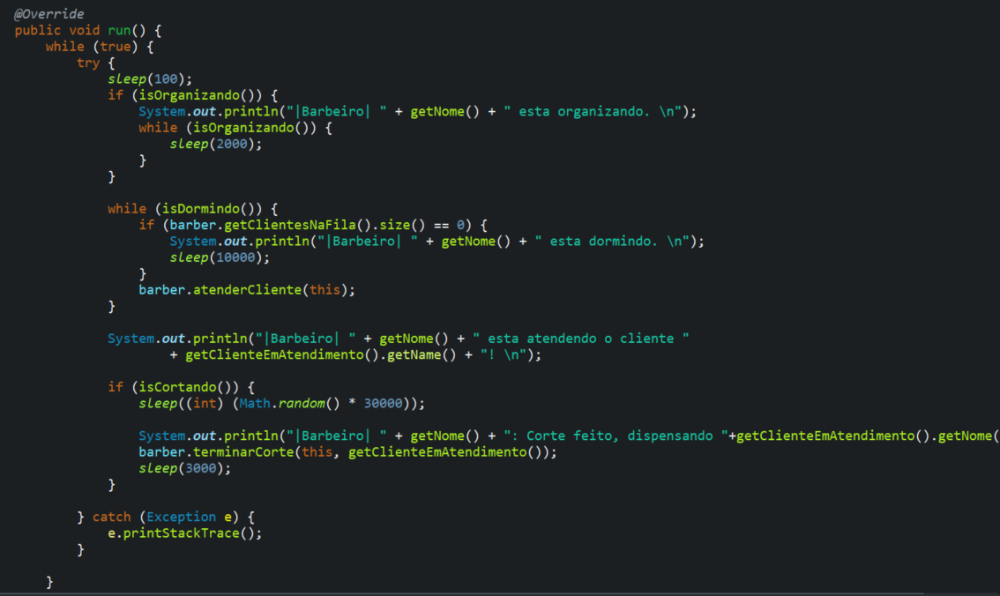 @Override
public void run() {
    while (true) {
        try {
            sleep(100);
            if (isOrganizando()) {
                System.out.println("|Barbeiro| " + getNome() + " esta organizando. \n");
                while (isOrganizando()) {
                    sleep(2000);
                }
            }

            while (isDormindo()) {
                if (barber.getClientesNaFila().size() == 0) {
                    System.out.println("|Barbeiro| " + getNome() + " esta dormindo. \n");
                    sleep(10000);
                }
                barber.atenderCliente(this);
            }

            System.out.println("|Barbeiro| " + getNome() + " esta atendendo o cliente "
                    + getClienteEmAtendimento().getName() + "! \n");

            if (isCortando()) {
                sleep((int) (Math.random() * 30000));

                System.out.println("|Barbeiro| " + getNome() + ": Corte feito, dispensando "+getClienteEmAtendimento().getNome(
                barber.terminarCorte(this, getClienteEmAtendimento());
                sleep(3000);
            }

        } catch (Exception e) {
            e.printStackTrace();
        }

    }